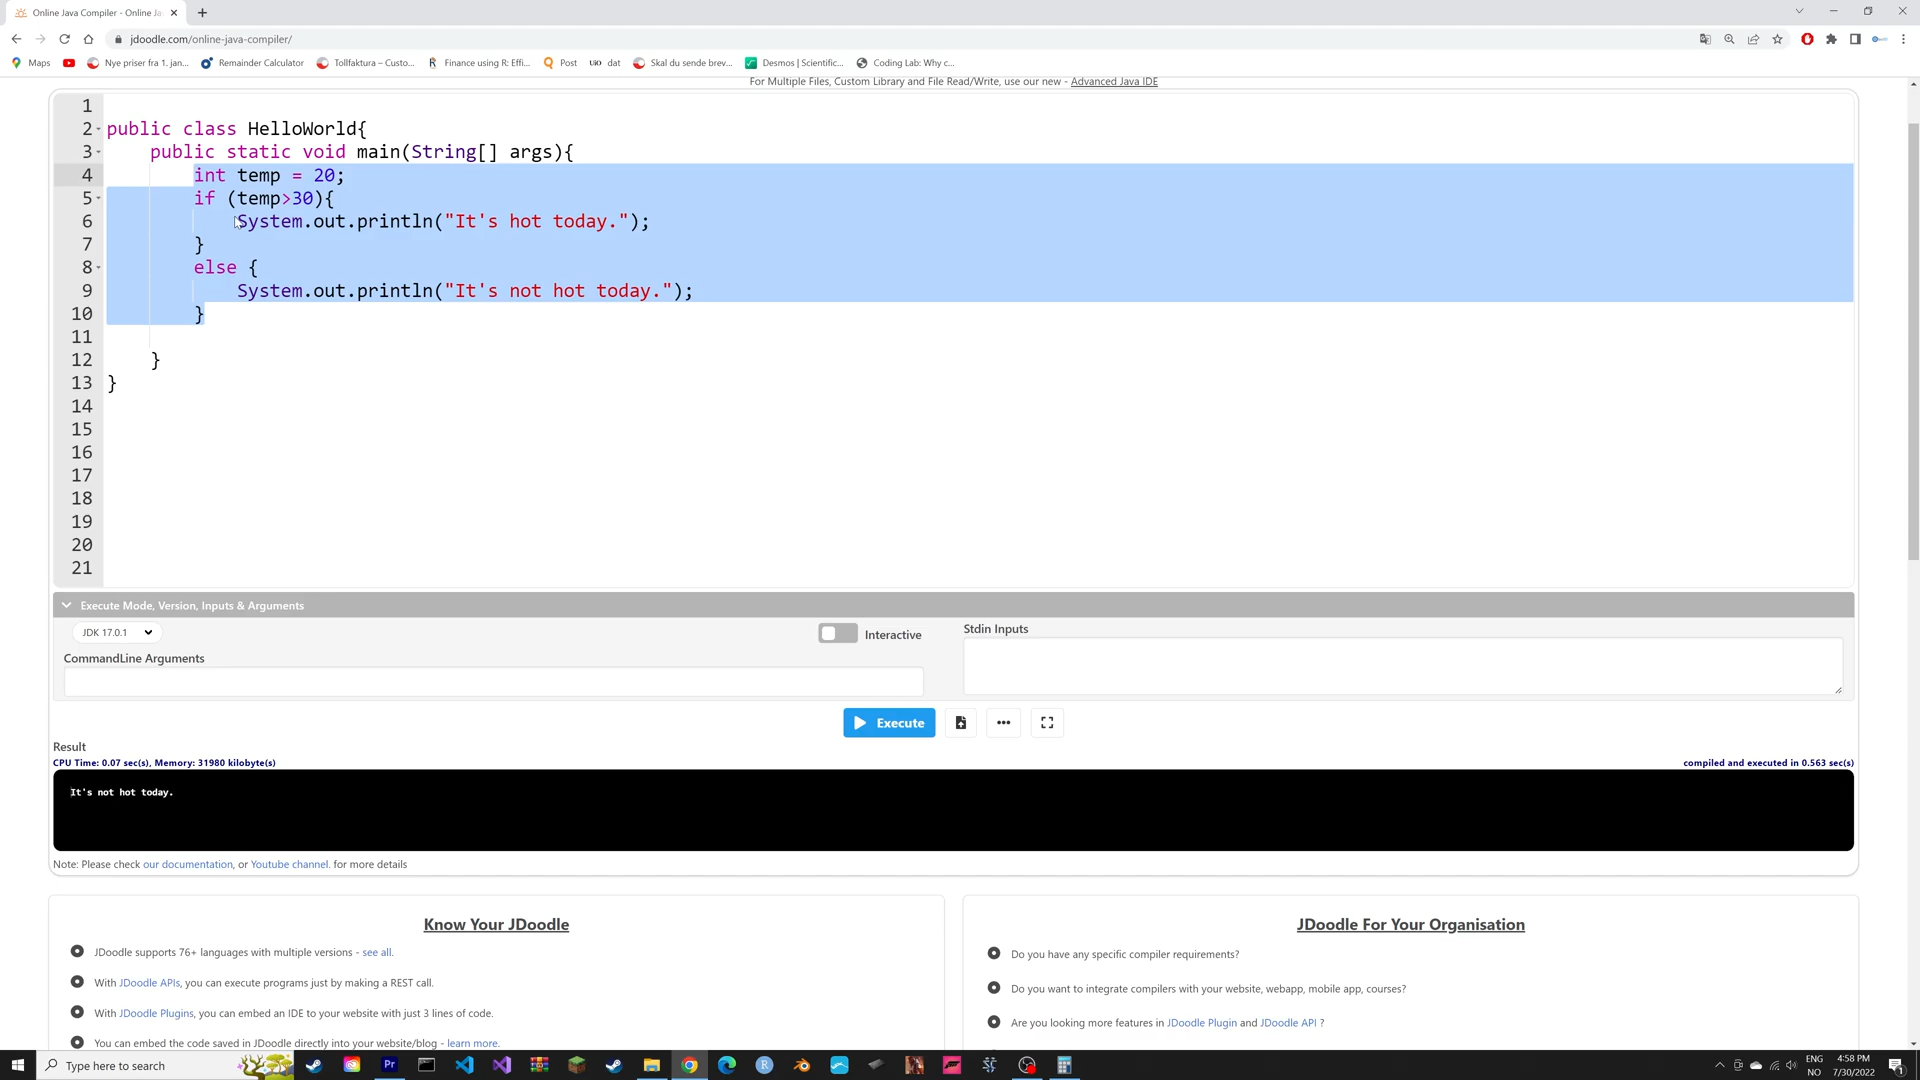 Online Java Compiler - Online Ja
jdoodle.com/online-java-compiler/
Maps
Nye priser fra 1. jan...
Remainder Calculator
Tollfaktura – Custo...
Finance using R: Effi...
Post
UiO
dat
Skal du sende brev...
Desmos | Scientific...
Coding Lab: Why c...
For Multiple Files, Custom Library and File Read/Write, use our new - Advanced Java IDE
1
2 public class HelloWorld{
3 public static void main(String[] args){
4 int temp = 20;
5 if (temp>30){
6 System.out.println("It's hot today.");
7 }
8 else {
9 System.out.println("It's not hot today.");
10 }
11
12 }
13 }
14
15
16
17
18
19
20
21
Execute Mode, Version, Inputs & Arguments
JDK 17.0.1
Interactive
Stdin Inputs
CommandLine Arguments
Execute
Result
CPU Time: 0.07 sec(s), Memory: 31980 kilobyte(s)
compiled and executed in 0.563 sec(s)
It's not hot today.
Note: Please check our documentation, or Youtube channel. for more details
Know Your JDoodle
JDoodle supports 76+ languages with multiple versions - see all.
With JDoodle APIs, you can execute programs just by making a REST call.
With JDoodle Plugins, you can embed an IDE to your website with just 3 lines of code.
You can embed the code saved in JDoodle directly into your website/blog - learn more.
JDoodle For Your Organisation
Do you have any specific compiler requirements?
Do you want to integrate compilers with your website, webapp, mobile app, courses?
Are you looking more features in JDoodle Plugin and JDoodle API ?
Type here to search
Pr
R
ENG
NO
4:58 PM
7/30/2022
1